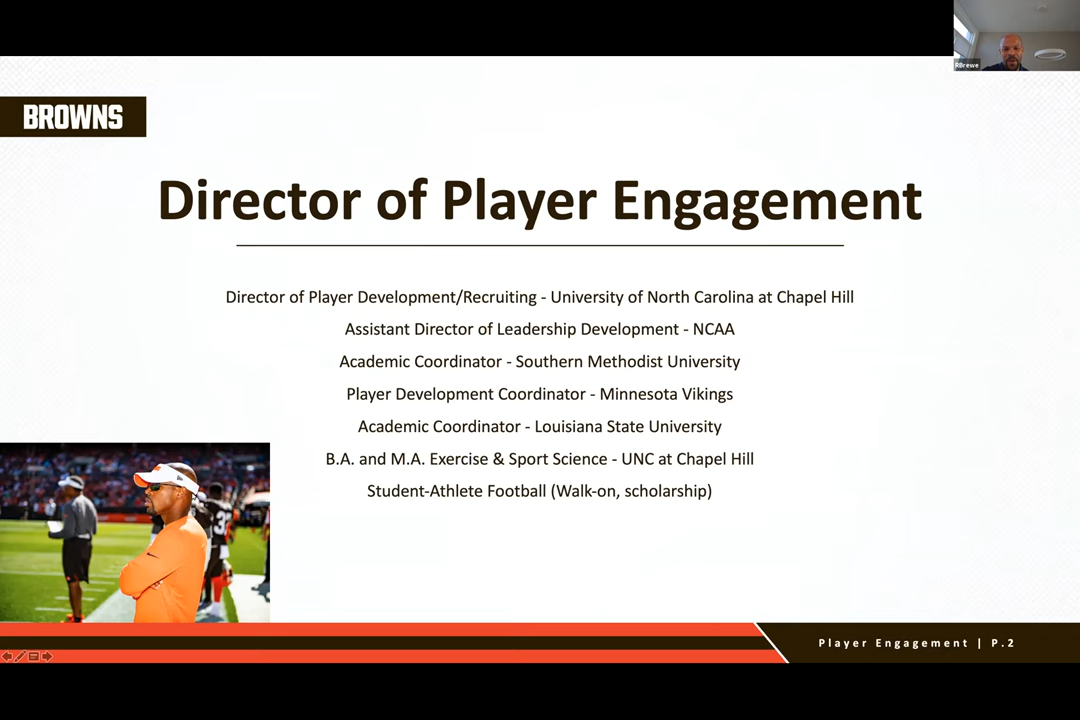 RBrewe
BROWNS
Director of Player Engagement
Director of Player Development/Recruiting - University of North Carolina at Chapel Hill
Assistant Director of Leadership Development - NCAA
Academic Coordinator - Southern Methodist University
Player Development Coordinator - Minnesota Vikings
Academic Coordinator - Louisiana State University
B.A. and M.A. Exercise & Sport Science - UNC at Chapel Hill
Student-Athlete Football (Walk-on, scholarship)
Player Engagement | P.2